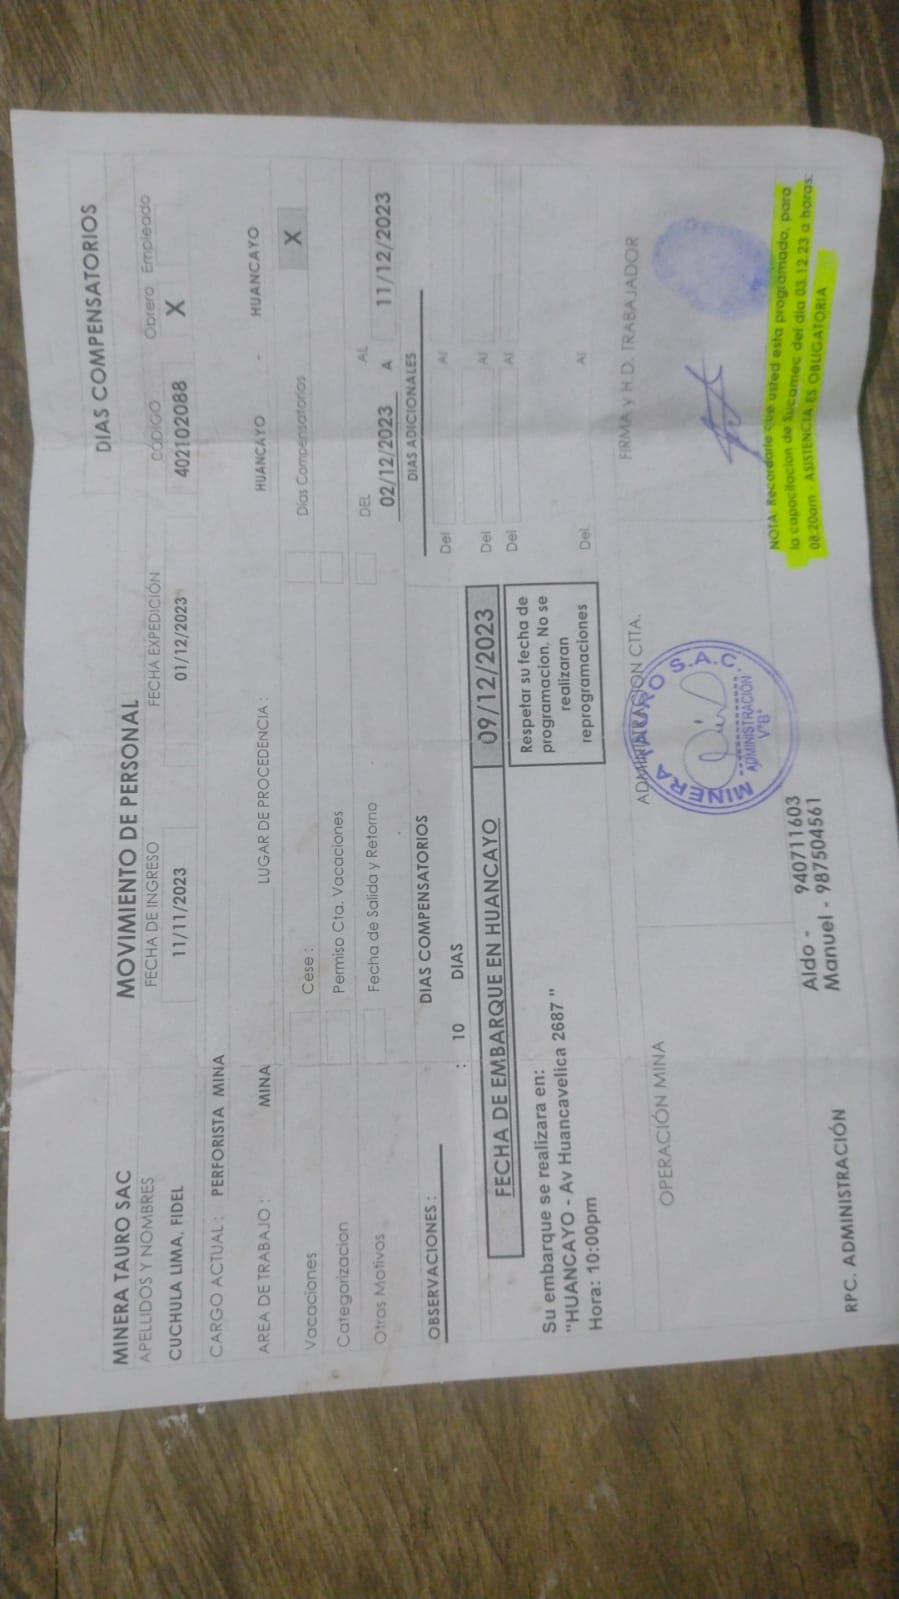 DIAS COMPENSATORIOS
MINERA TAURO SAC MOVIMIENTO DE PERSONAL
APELLIDOS Y NOMBRES FECHA DE INGRESO FECHA EXPEDICIÓN CÓDIGO Obrero Empleado
CUCHULA LIMA, FIDEL 11/11/2023 01/12/2023 402102088 X
CARGO ACTUAL : PERFORISTA MINA
AREA DE TRABAJO : MINA LUGAR DE PROCEDENCIA : HUANCAYO - HUANCAYO
Vacaciones Cese : Días Compensatorios X
Categorizacion Permiso Cta. Vacaciones
Otros Motivos Fecha de Salida y Retorno DEL AL
02/12/2023 A 11/12/2023
OBSERVACIONES : DIAS COMPENSATORIOS DIAS ADICIONALES
: 10 DIAS Del Al
FECHA DE EMBARQUE EN HUANCAYO 09/12/2023 Del Al
Del Al
Su embarque se realizara en:
"HUANCAYO - Av Huancavelica 2687 "
Hora: 10:00pm
Respetar su fecha de
programacion, No se
realizaran
reprogramaciones
Del Al
OPERACIÓN MINA ADMINISTRACION CTTA. FIRMA y H.D. TRABAJADOR
MINERA TAURO S.A.C.
ADMINISTRACIÓN
V°B°
NOTA: Recordarle que usted esta programado, para
la capacitacion de Sucamec del dia 03.12.23 a horas:
08:20am - ASISTENCIA ES OBLIGATORIA
RPC. ADMINISTRACIÓN
Aldo - 940711603
Manuel - 987504561